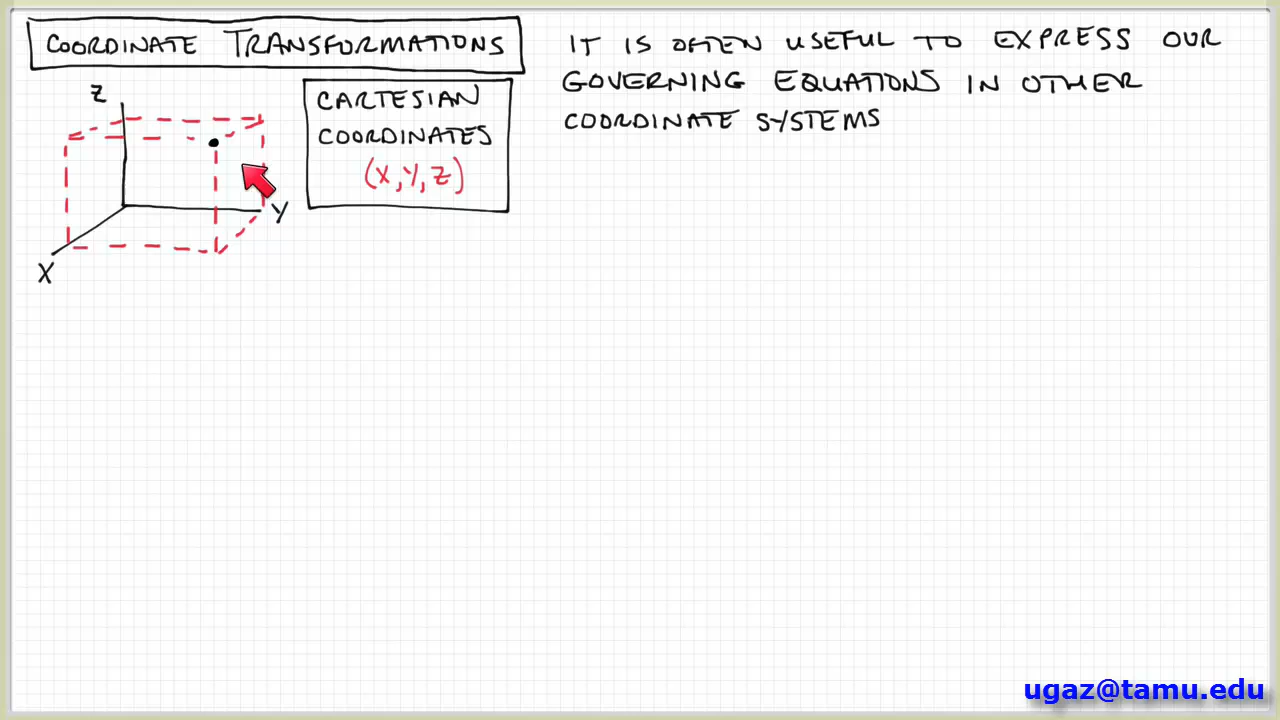 COORDINATE TRANSFORMATIONS
IT IS OFTEN USEFUL TO EXPRESS OUR
GOVERNING EQUATIONS IN OTHER
COORDINATE SYSTEMS
Z
CARTESIAN
COORDINATES
(X,Y,Z)
Y
X
ugaz@tamu.edu